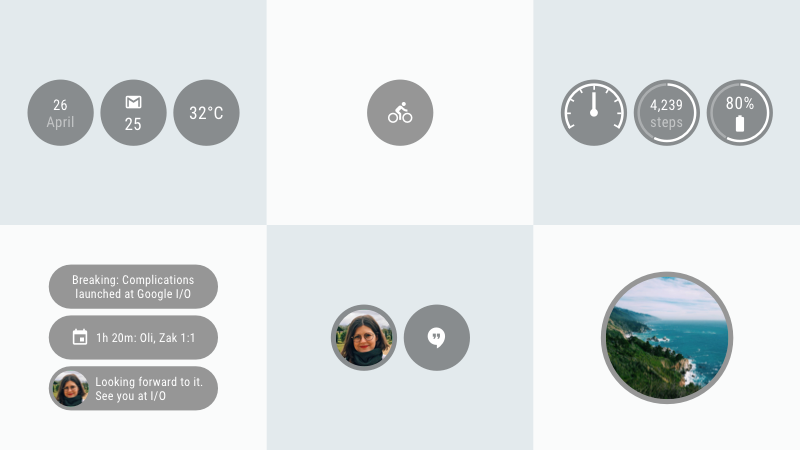 26
April
25
32°C
4,239
steps
80%
Breaking: Complications
launched at Google I/O
1h 20m: Oli, Zak 1:1
Looking forward to it.
See you at I/O